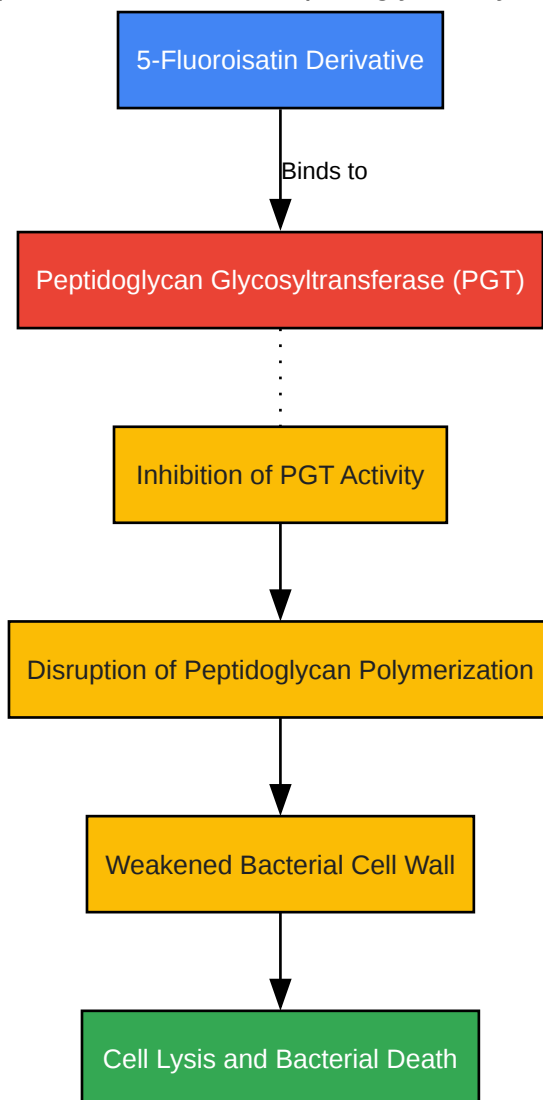 5-Fluoroisatin Derivative
Binds to
Peptidoglycan Glycosyltransferase (PGT)
Inhibition of PGT Activity
Disruption of Peptidoglycan Polymerization
Weakened Bacterial Cell Wall
Cell Lysis and Bacterial Death